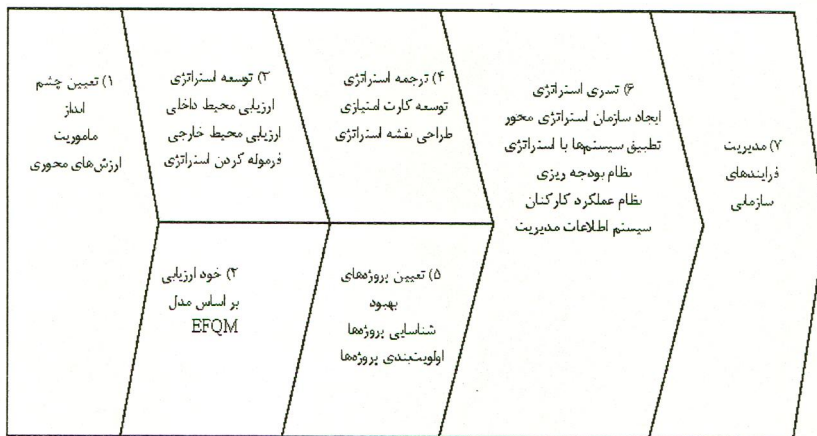 ۱) تعیین چشم
انداز
ماموریت
ارزش‌های محوری
۲) خود ارزیابی
بر اساس مدل
EFQM
۳) توسعه استراتژی
ارزیابی محیط داخلی
ارزیابی محیط خارجی
فرموله کردن استراتژی
۴) ترجمه استراتژی
توسعه کارت امتیازی
طراحی نقشه استراتژی
۵) تعیین پروژه‌های
بهبود
شناسایی پروژه‌ها
اولویت‌بندی پروژه‌ها
۶) تسری استراتژی
ایجاد سازمان استراتژی محور
تطبیق سیستم‌ها با استراتژی
نظام بودجه ریزی
نظام عملکرد کارکنان
سیستم اطلاعات مدیریت
۷) مدیریت
فرایندهای
سازمانی